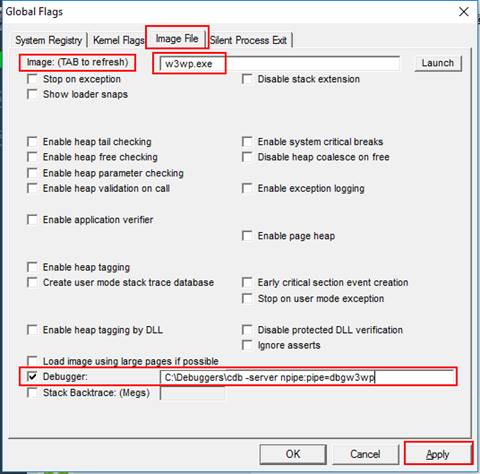 Global Flags
System Registry Kernel Flags Image File Silent Process Exit
Image: (TAB to refresh) w3wp.exe Launch
Stop on exception Disable stack extension
Show loader snaps
Enable heap tail checking Enable system critical breaks
Enable heap free checking Disable heap coalesce on free
Enable heap parameter checking
Enable heap validation on call Enable exception logging
Enable application verifier
Enable page heap
Enable heap tagging
Create user mode stack trace database Early critical section event creation
Stop on user mode exception
Enable heap tagging by DLL Disable protected DLL verification
Ignore asserts
Load image using large pages if possible
Debugger: C:\Debuggers\cdb -server npipe:pipe=dbgw3wp
Stack Backtrace: (Megs)
OK Cancel Apply